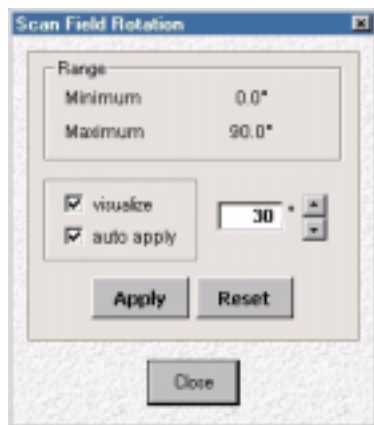 Scan Field Rotation
Range
Minimum 0.0°
Maximum 90.0°
visualize
30 °
auto apply
Apply Reset
Close